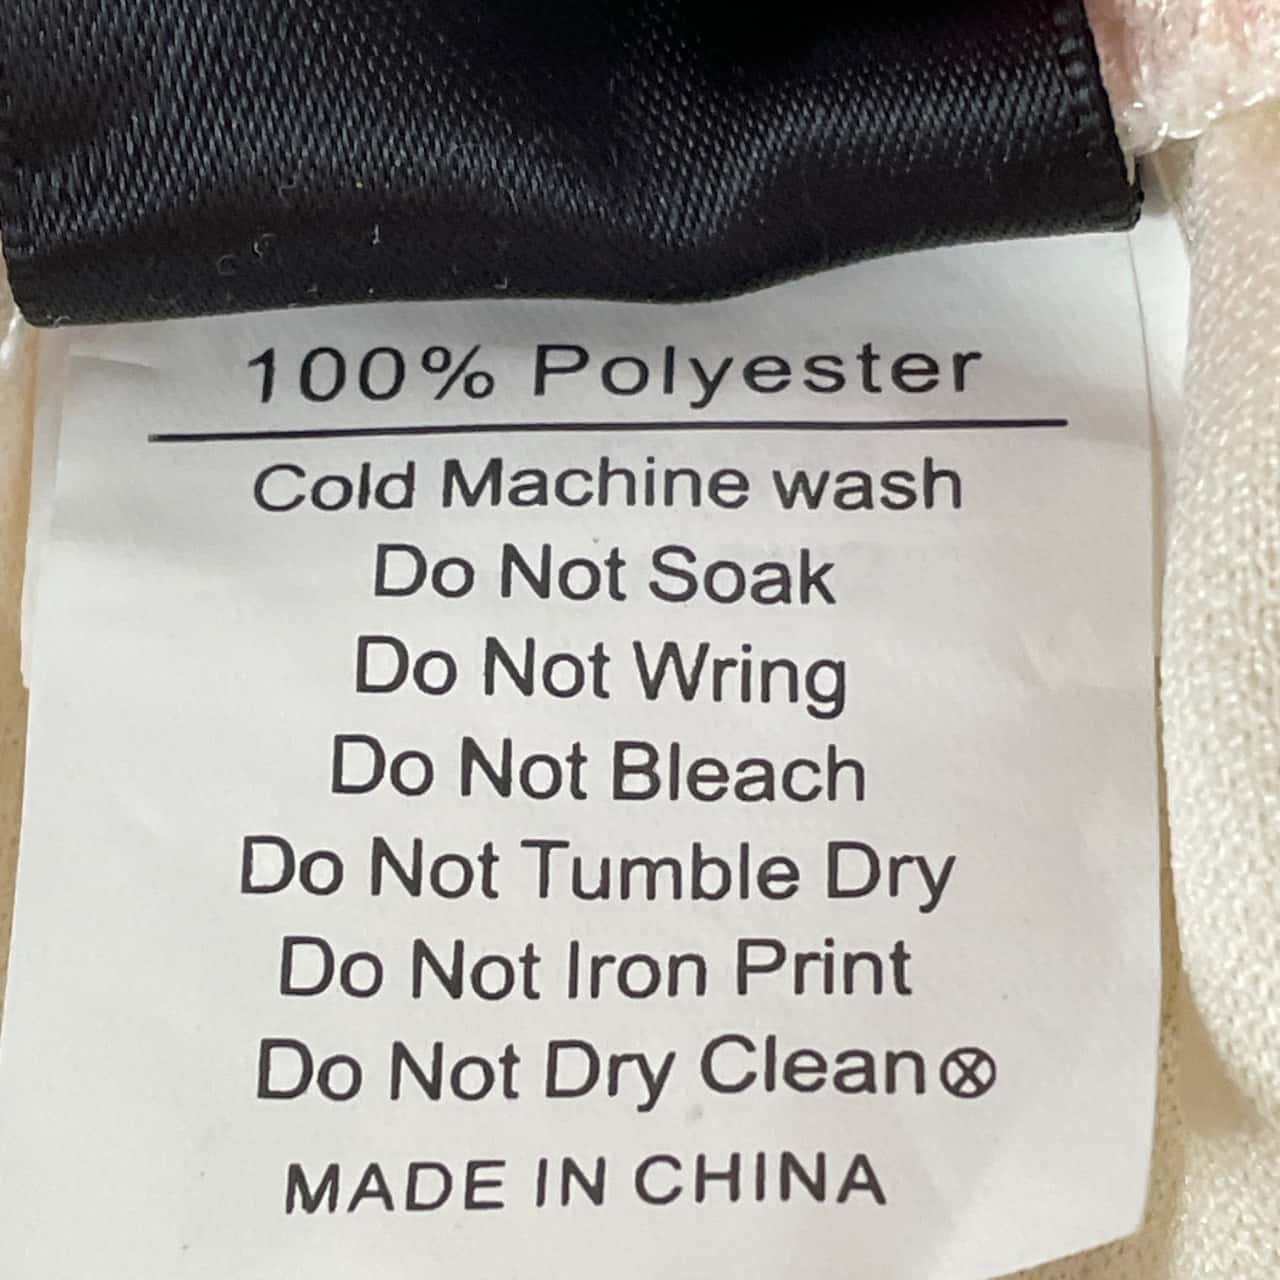 100% Polyester
Cold Machine wash
Do Not Soak
Do Not Wring
Do Not Bleach
Do Not Tumble Dry
Do Not Iron Print
Do Not Dry Clean⊗
MADE IN CHINA